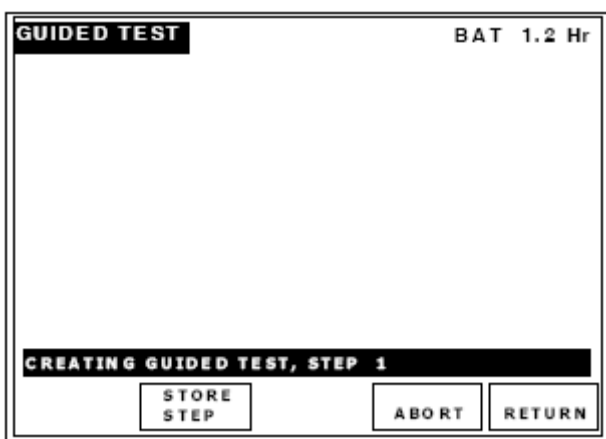 GUIDED TEST
BAT 1.2 Hr
CREATING GUIDED TEST, STEP 1
STORE
STEP
ABORT
RETURN